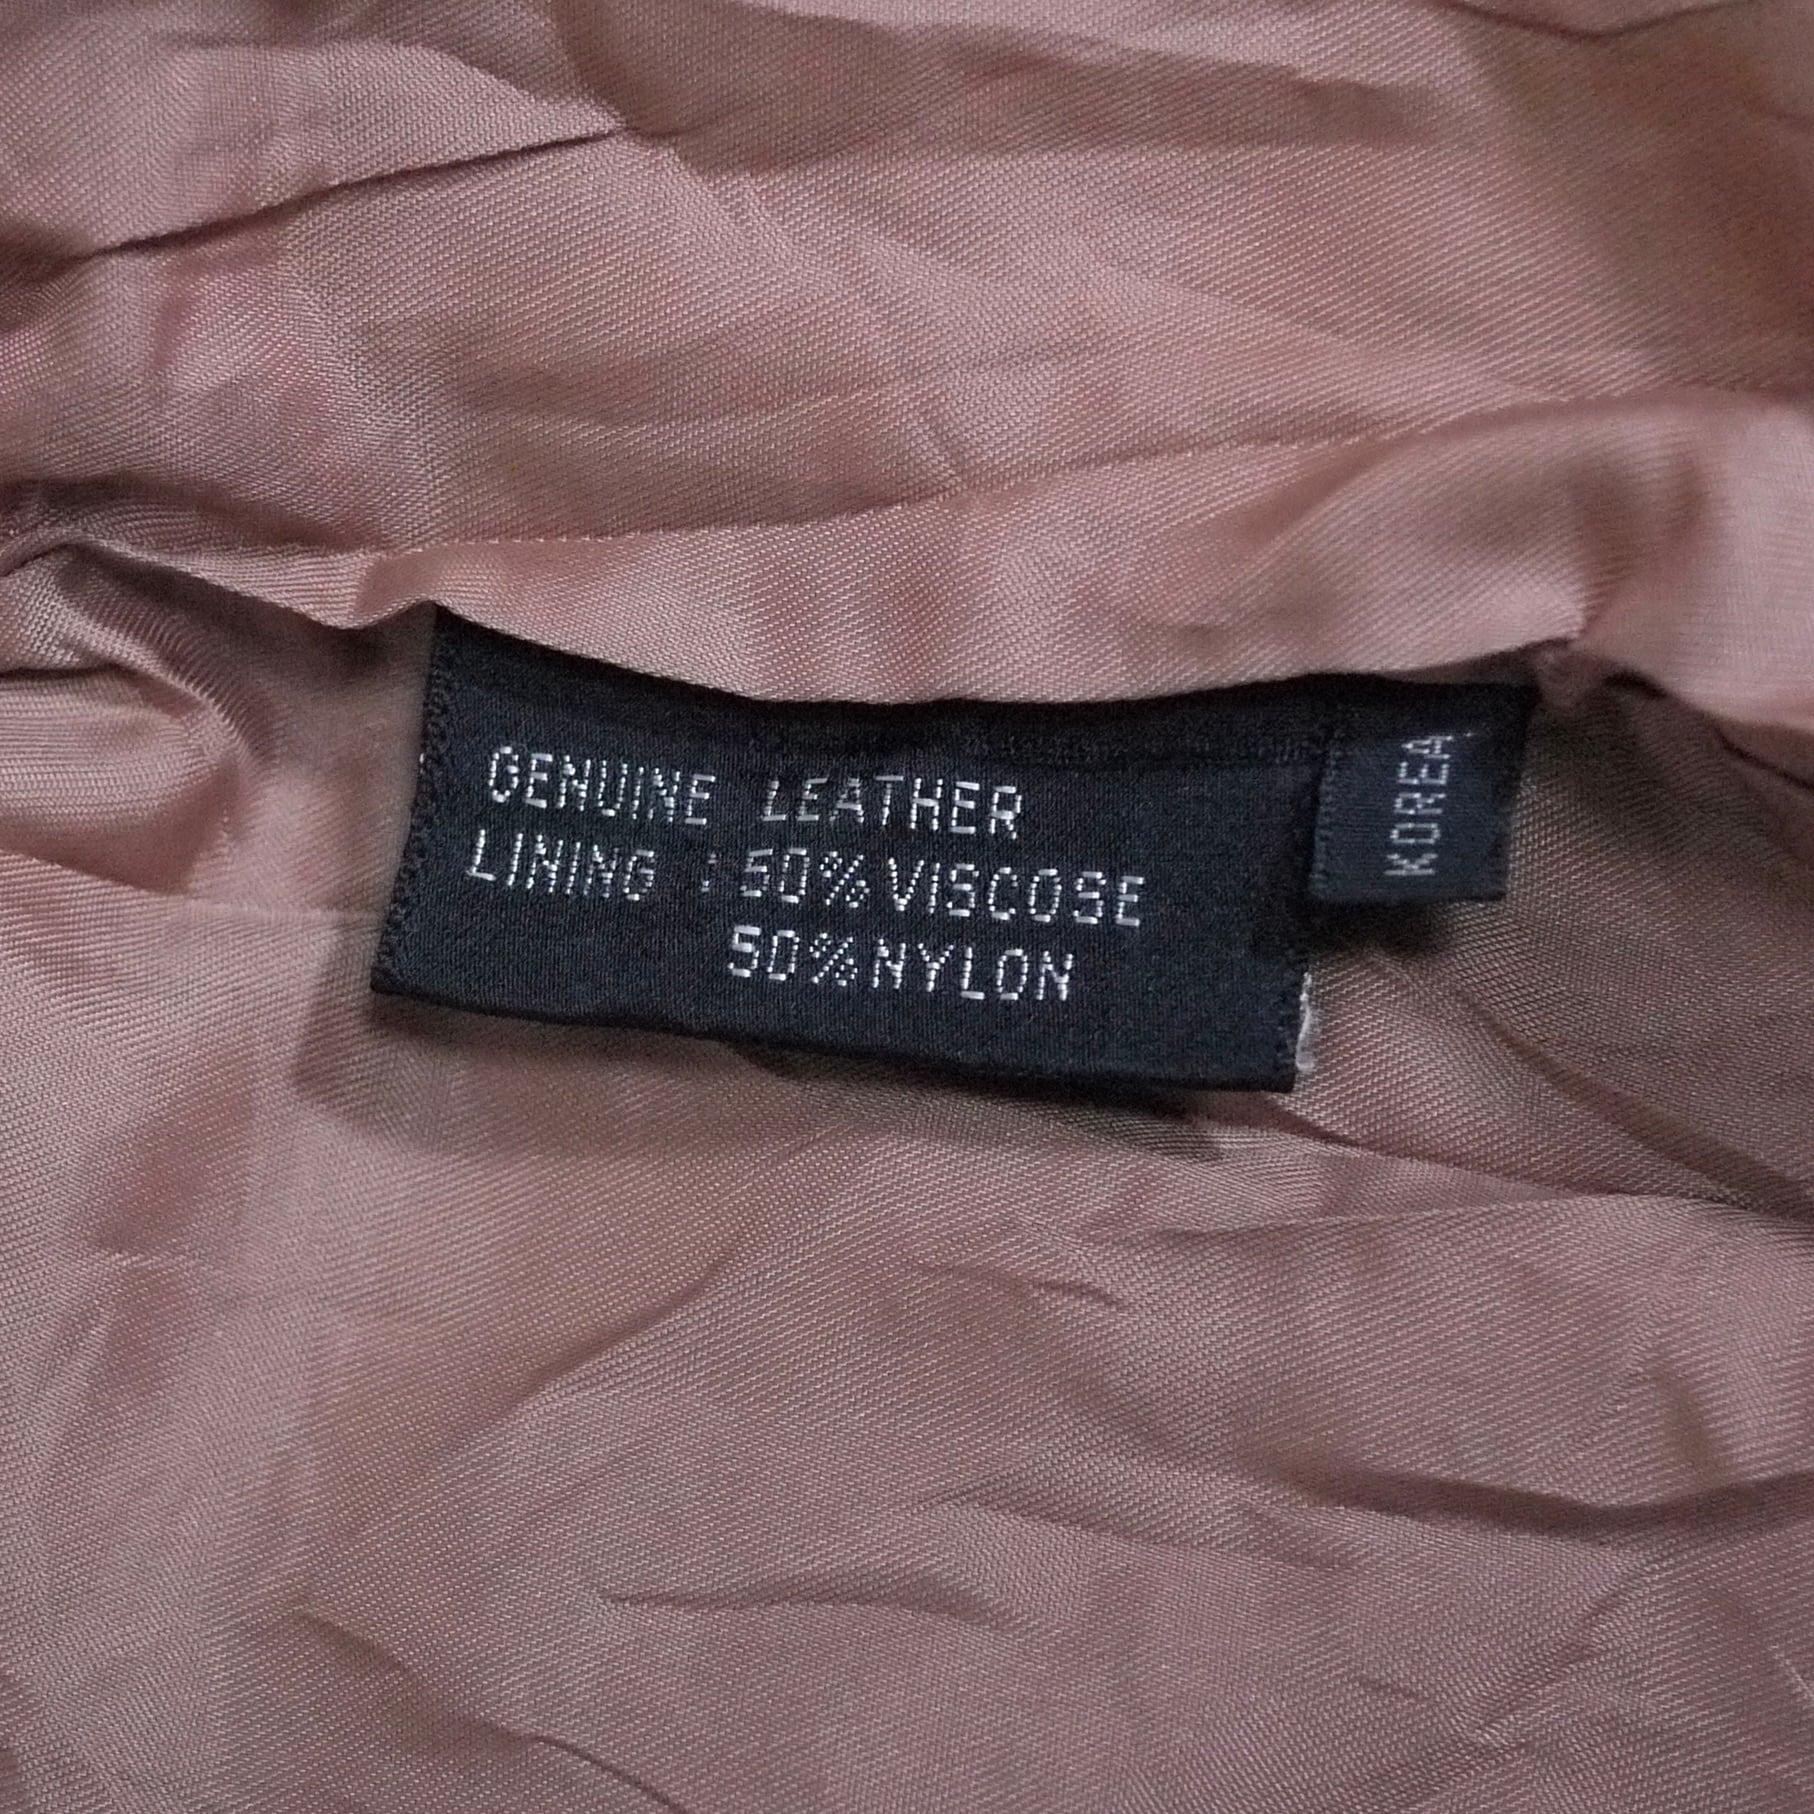 GENUINE LEATHER
LINING : 50% VISCOSE
50% NYLON
KOREA